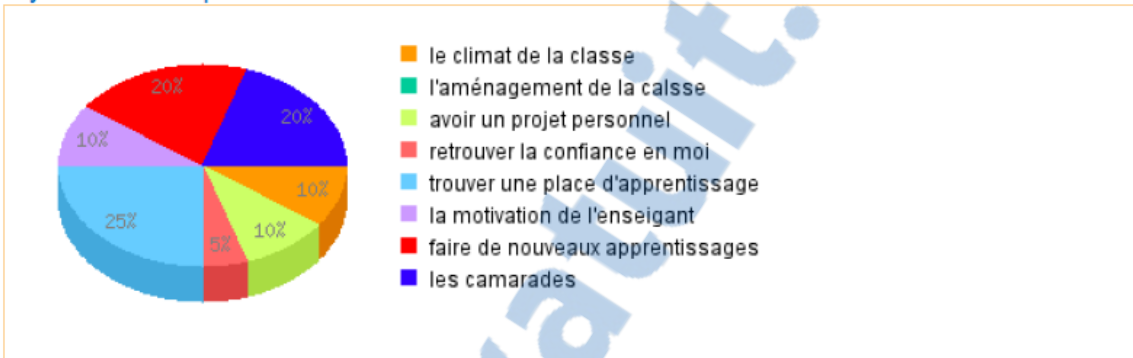 le climat de la classe
l'aménagement de la calsse
avoir un projet personnel
retrouver la confiance en moi
trouver une place d'apprentissage
la motivation de l'enseigant
faire de nouveaux apprentissages
les camarades
20%
20%
10%
10%
25%
5%
10%